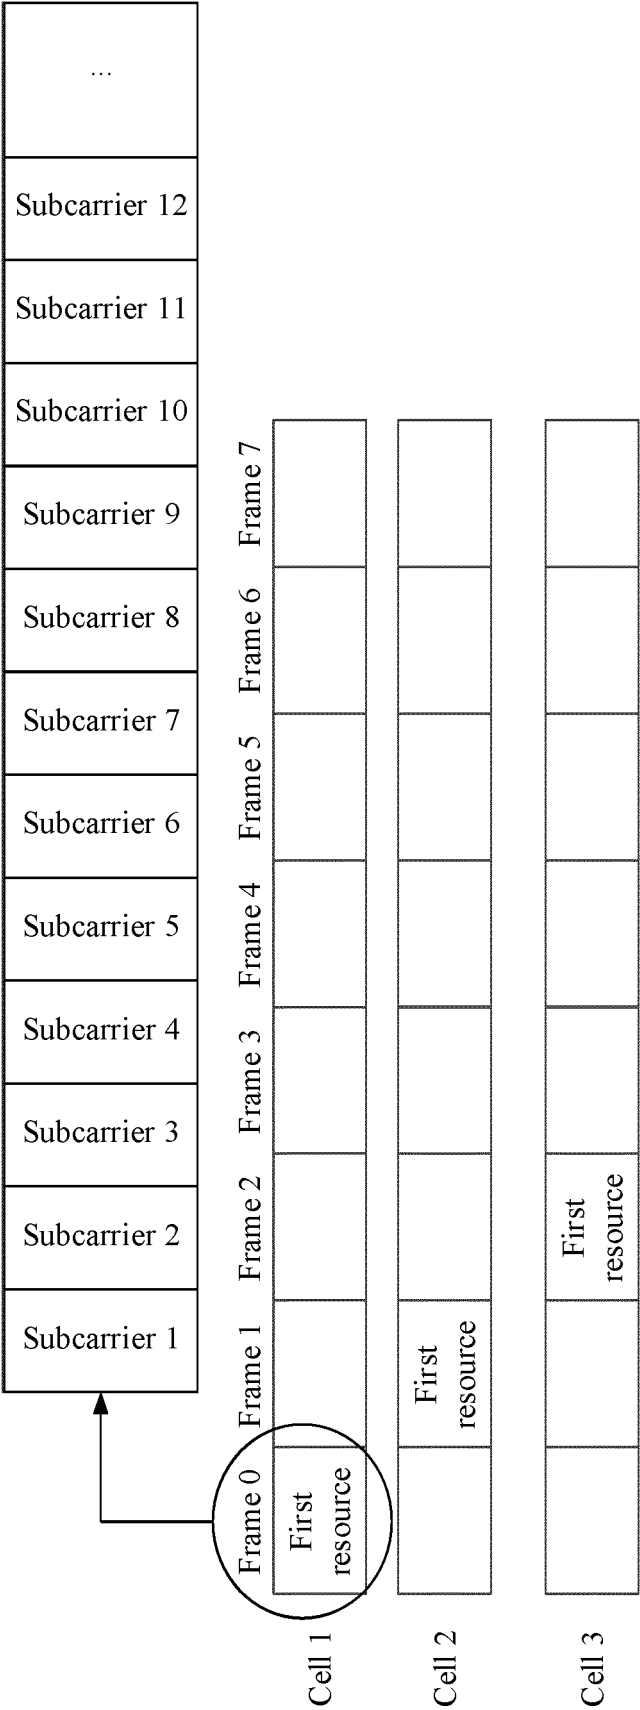 ...
Subcarrier 12
Subcarrier 11
Subcarrier 10
Subcarrier 9
Subcarrier 8
Subcarrier 7
Subcarrier 6
Subcarrier 5
Subcarrier 4
Subcarrier 3
Subcarrier 2
Subcarrier 1
Frame 0
Frame 1
Frame 2
Frame 3
Frame 4
Frame 5
Frame 6
Frame 7
Cell 1
First
resource
Cell 2
First
resource
Cell 3
First
resource